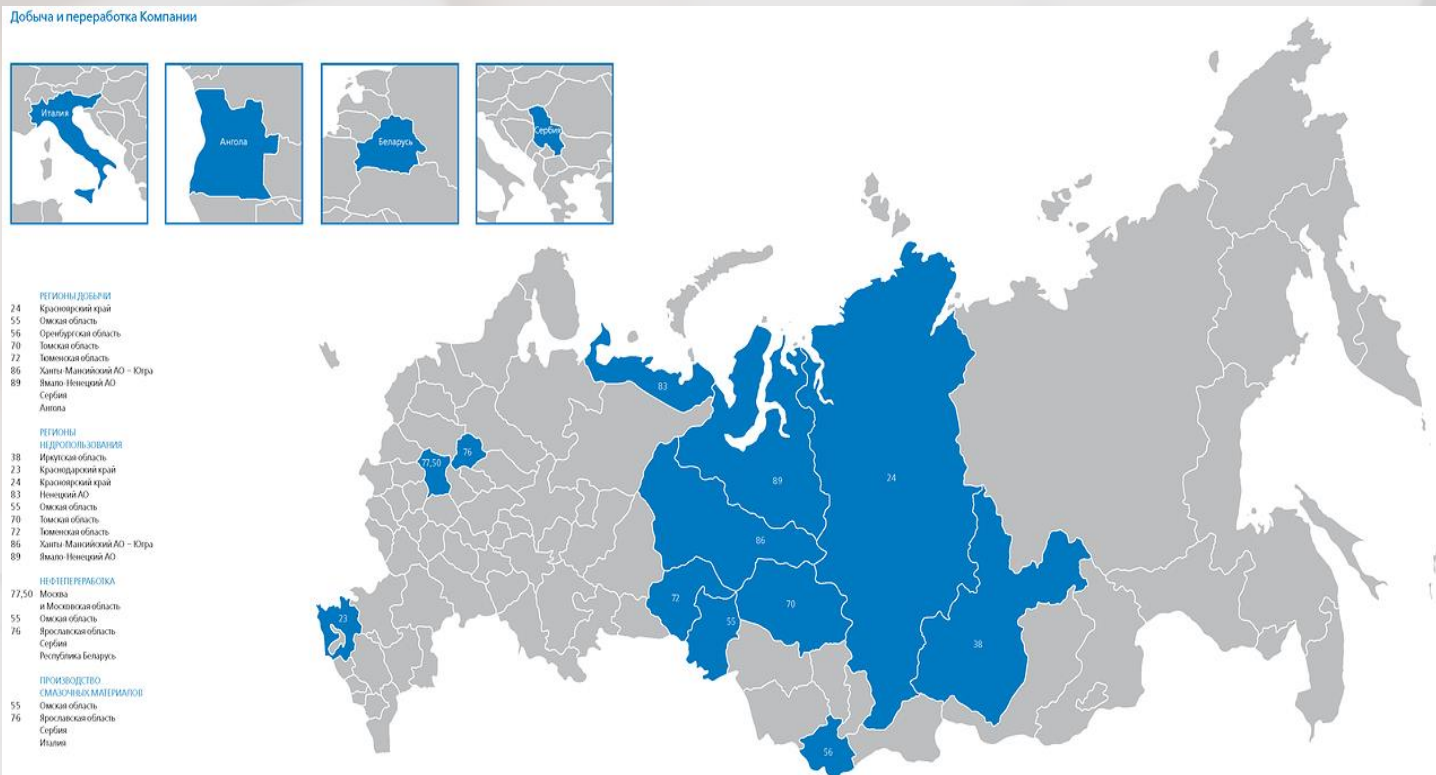 Добыча и переработка Компании
Италия
Ангола
Беларусь
Сербия
РЕГИОНЫ ДОБЫЧИ
24 Красноярский край
55 Омская область
56 Оренбургская область
70 Томская область
72 Тюменская область
86 Ханты-Мансийский АО – Югра
89 Ямало-Ненецкий АО
Сербия
Ангола
РЕГИОНЫ
НЕДРОПОЛЬЗОВАНИЯ
38 Иркутская область
23 Краснодарский край
24 Красноярский край
83 Ненецкий АО
55 Омская область
70 Томская область
72 Тюменская область
86 Ханты-Мансийский АО – Югра
89 Ямало-Ненецкий АО
НЕФТЕПЕРЕРАБОТКА
77,50 Москва
и Московская область
55 Омская область
76 Ярославская область
Сербия
Республика Беларусь
ПРОИЗВОДСТВО
СМАЗОЧНЫХ МАТЕРИАЛОВ
55 Омская область
76 Ярославская область
Сербия
Италия
83
76
77,50
89
24
86
23
72
70
55
38
56